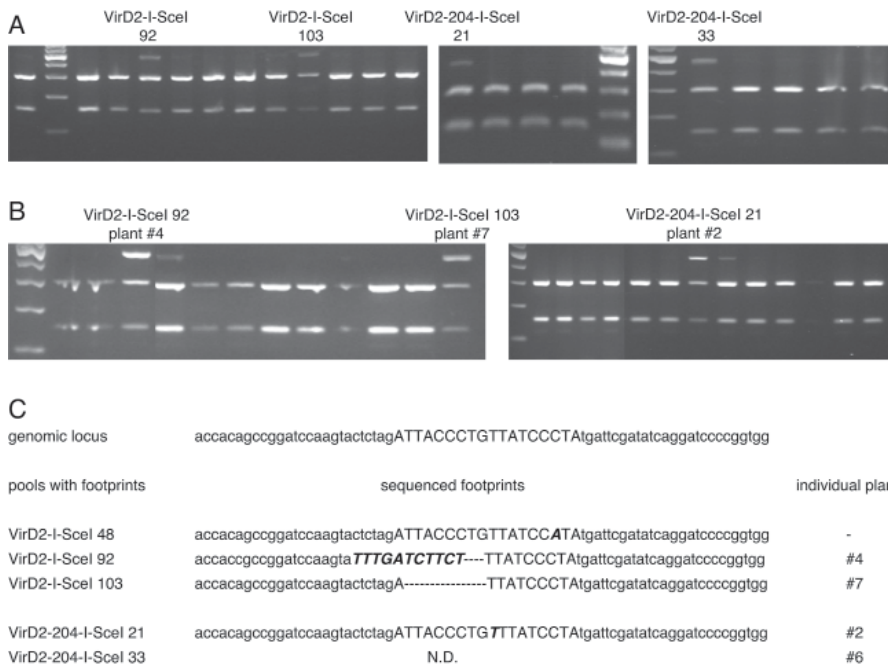 A
VirD2-I-SceI
92
VirD2-I-SceI
103
VirD2-204-I-SceI
21
VirD2-204-I-SceI
33
B
VirD2-I-SceI 92
plant #4
VirD2-I-SceI 103
plant #7
VirD2-204-I-SceI 21
plant #2
C
genomic locus accacagccggatccaagtactctagATTACCCTGTTATCCCTAtgattcgatatcaggatccccggtgg
pools with footprints sequenced footprints individual plan
VirD2-I-SceI 48 accacagccggatccaagtactctagATTACCCTGTTATCCATAtgattcgatatcaggatccccggtgg -
VirD2-I-SceI 92 accaccgccggatccaagtaTTTGATCTTCT----TTATCCCTAtgattcgatatcaggatccccggtgg #4
VirD2-I-SceI 103 accacagccggatccaagtactctagA----------------TTATCCCTAtgattcgatatcaggatccccggtgg #7
VirD2-204-I-SceI 21 accacagccggatccaagtactctagATTACCCTGTTTATCCTAtgattcgatatcaggatccccggtgg #2
VirD2-204-I-SceI 33 N.D. #6